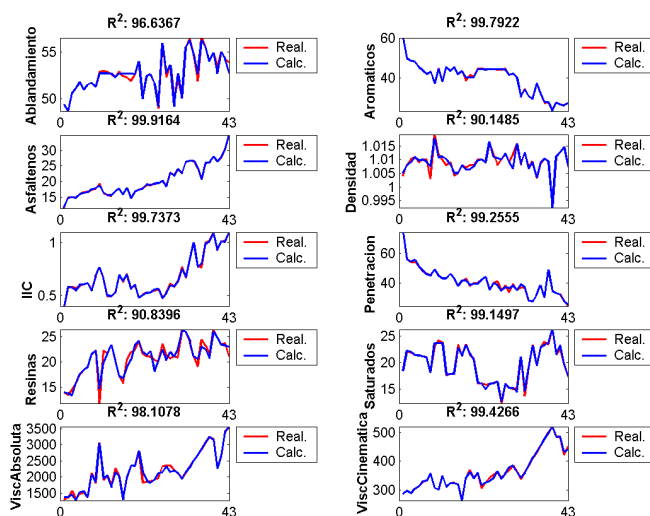 R²: 96.6367
Ablandamiento
55
50
0
43
Real.
Calc.
R²: 99.7922
Aromaticos
60
40
0
43
Real.
Calc.
R²: 99.9164
Asfaltemos
30
25
20
15
0
43
Real.
Calc.
R²: 90.1485
Densidad
1.015
1.01
1.005
1
0.995
0
43
Real.
Calc.
R²: 99.7373
IIC
1
0.5
0
43
Real.
Calc.
R²: 99.2555
Penetracion
60
40
0
43
Real.
Calc.
R²: 90.8396
Resinas
25
20
15
0
43
Real.
Calc.
R²: 99.1497
Saturados
25
20
15
0
43
Real.
Calc.
R²: 98.1078
ViscAbsoluta
3500
3000
2500
2000
1500
0
43
Real.
Calc.
R²: 99.4266
ViscCinematica
500
400
300
0
43
Real.
Calc.